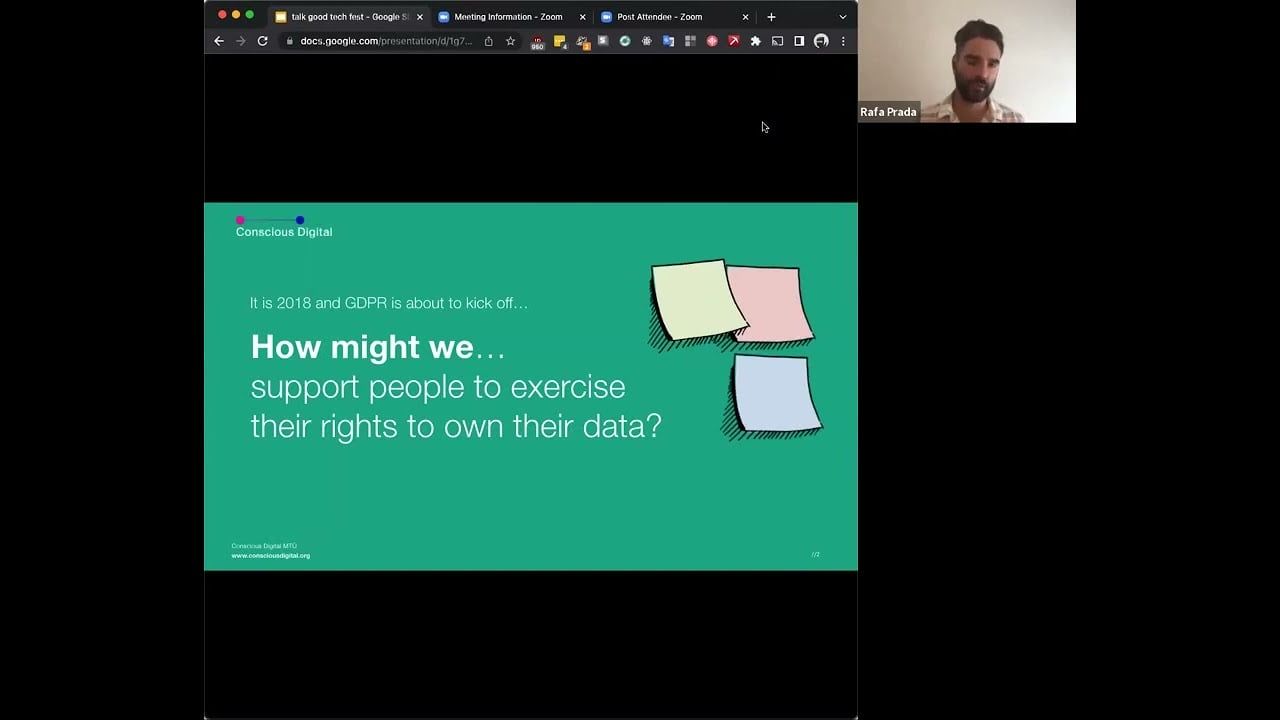 talk good tech fest - Google Sl
Meeting Information - Zoom
Post Attendee - Zoom
docs.google.com/presentation/d/1g7...
960
4
Rafa Prada
Conscious Digital
It is 2018 and GDPR is about to kick off...
How might we...
support people to exercise
their rights to own their data?
Conscious Digital MTÜ
www.consciousdigital.org
//2